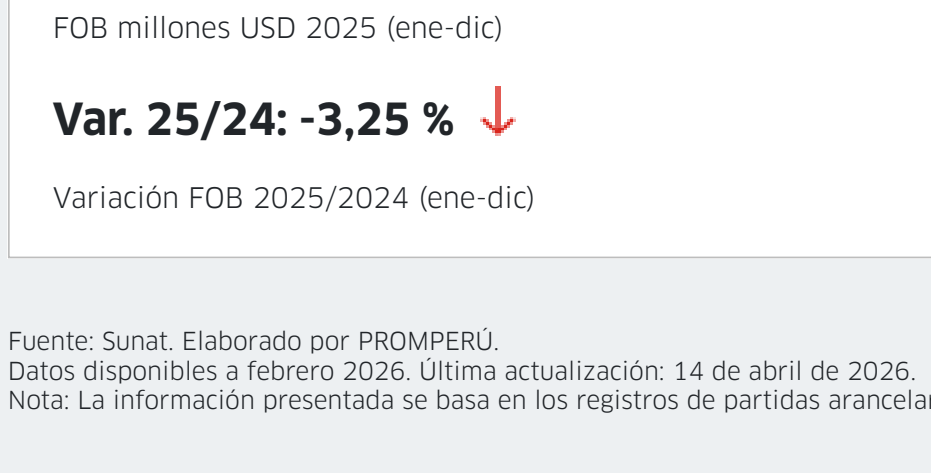 FOB millones USD 2025 (ene-dic)
Var. 25/24: -3,25 %
Variación FOB 2025/2024 (ene-dic)
Fuente: Sunat. Elaborado por PROMPERÚ.
Datos disponibles a febrero 2026. Última actualización: 14 de abril de 2026.
Nota: La información presentada se basa en los registros de partidas